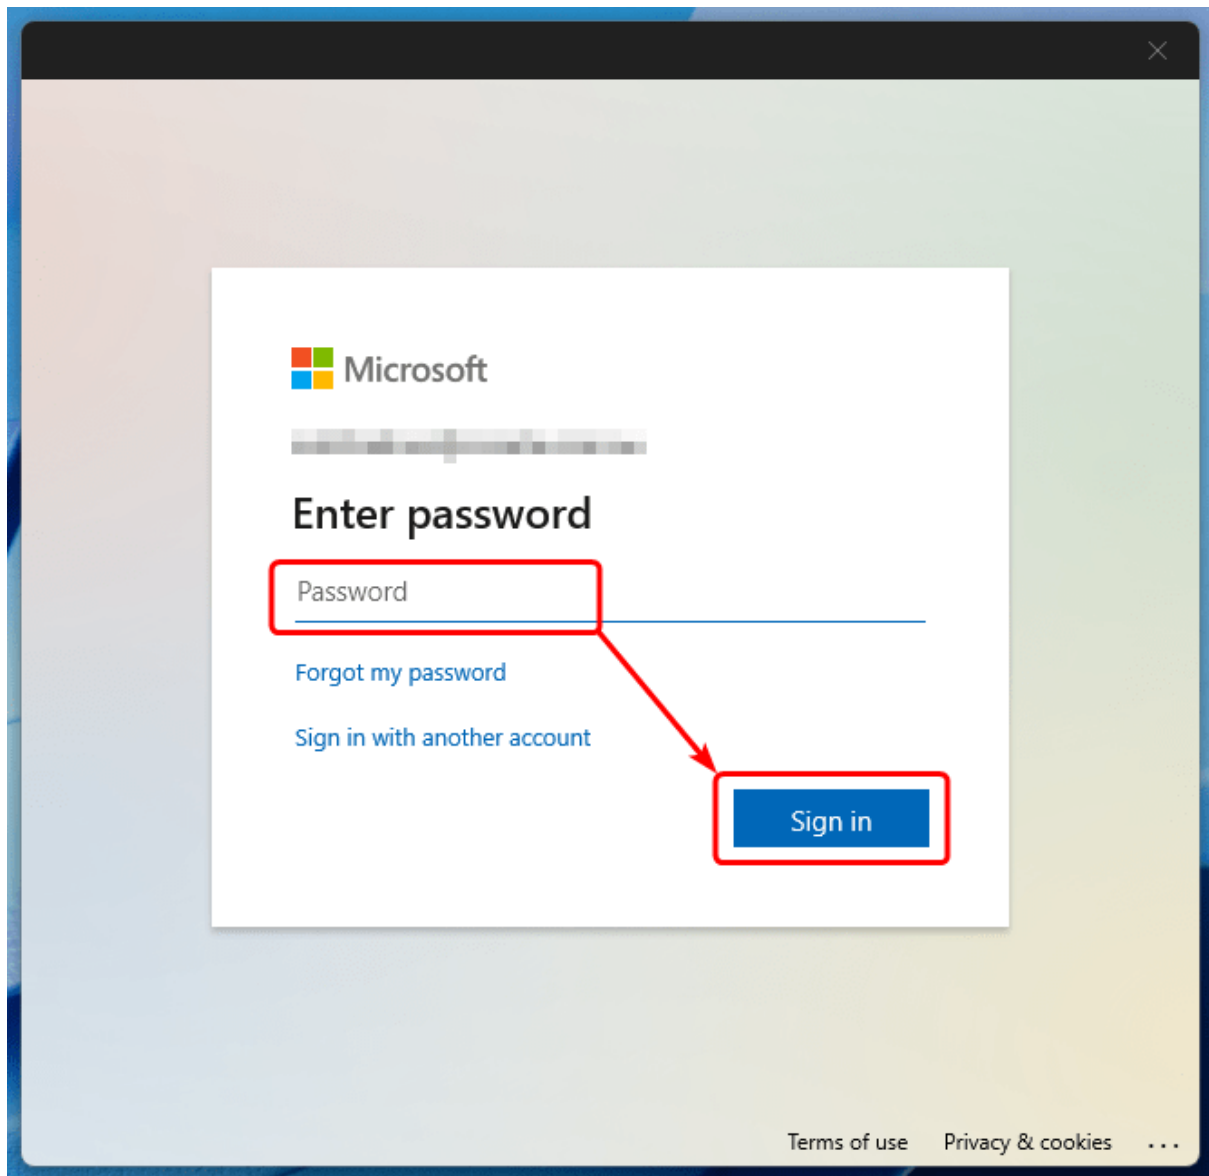 Microsoft
Enter password
Password
Forgot my password
Sign in with another account
Sign in
Terms of use Privacy & cookies ...